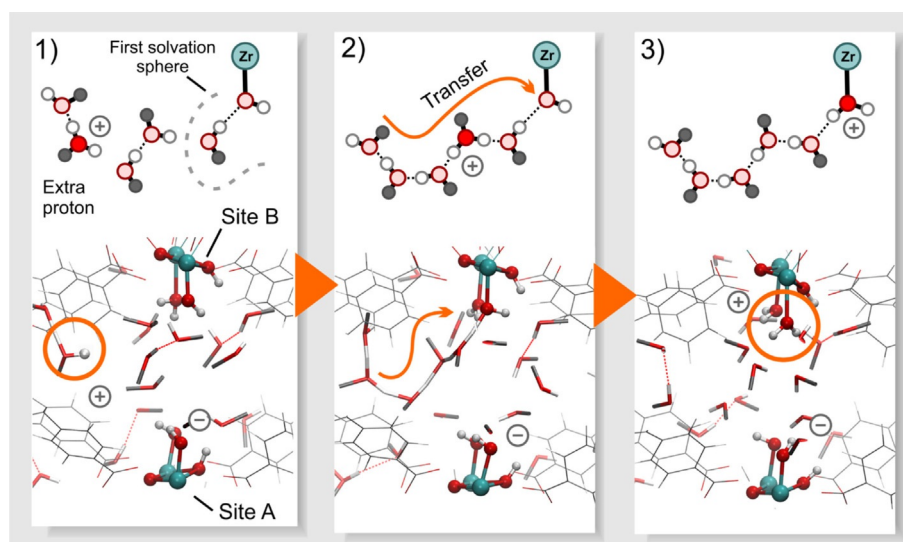 1)
First solvation
sphere
Zr
+
Extra
proton
Site B
+
−
Site A
2)
Zr
Transfer
+
−
3)
Zr
+
+
−